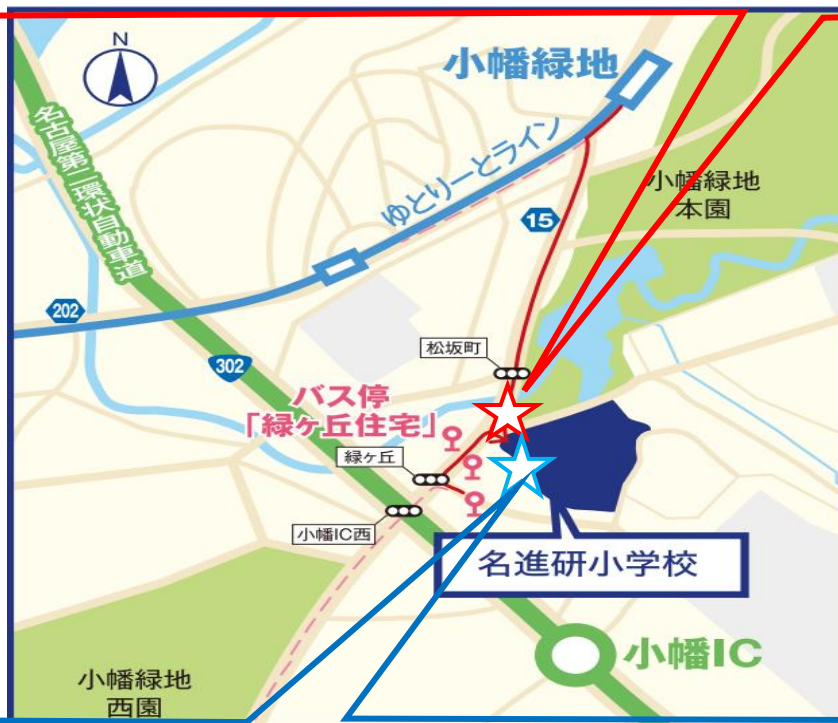 N
小幡緑地
名古屋第二環状自動車道
ゆとりーとライン
小幡緑地
本園
15
202
302
松坂町
バス停
「緑ヶ丘住宅」
緑ヶ丘
小幡IC西
名進研小学校
小幡IC
小幡緑地
西園